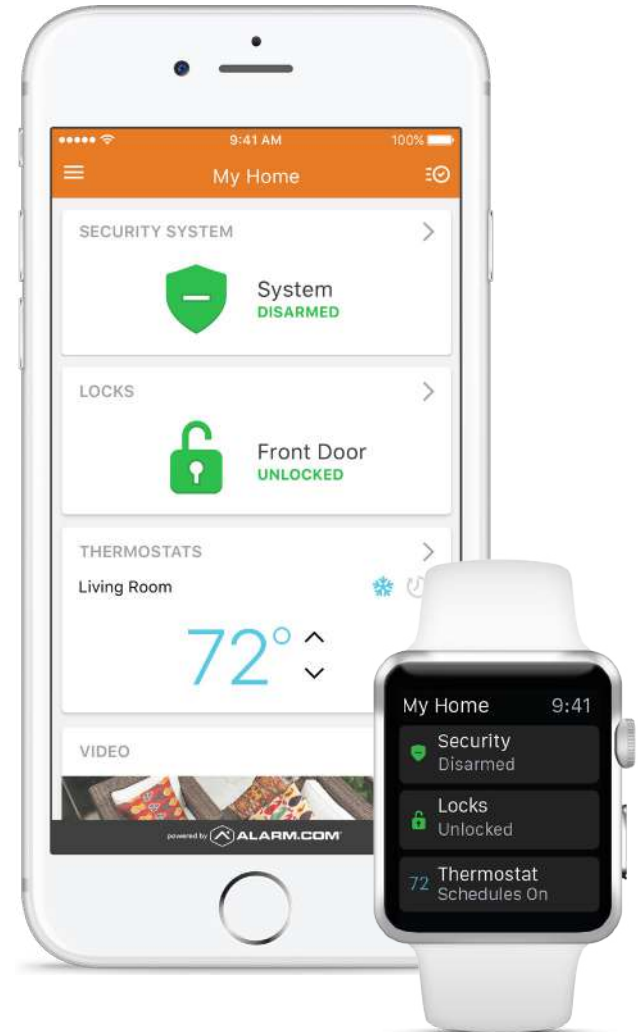 9:41 AM
100%
My Home
SECURITY SYSTEM
System
DISARMED
LOCKS
Front Door
UNLOCKED
THERMOSTATS
Living Room
72°
VIDEO
powered by ALARM.COM
My Home 9:41
Security
Disarmed
Locks
Unlocked
72 Thermostat
Schedules On